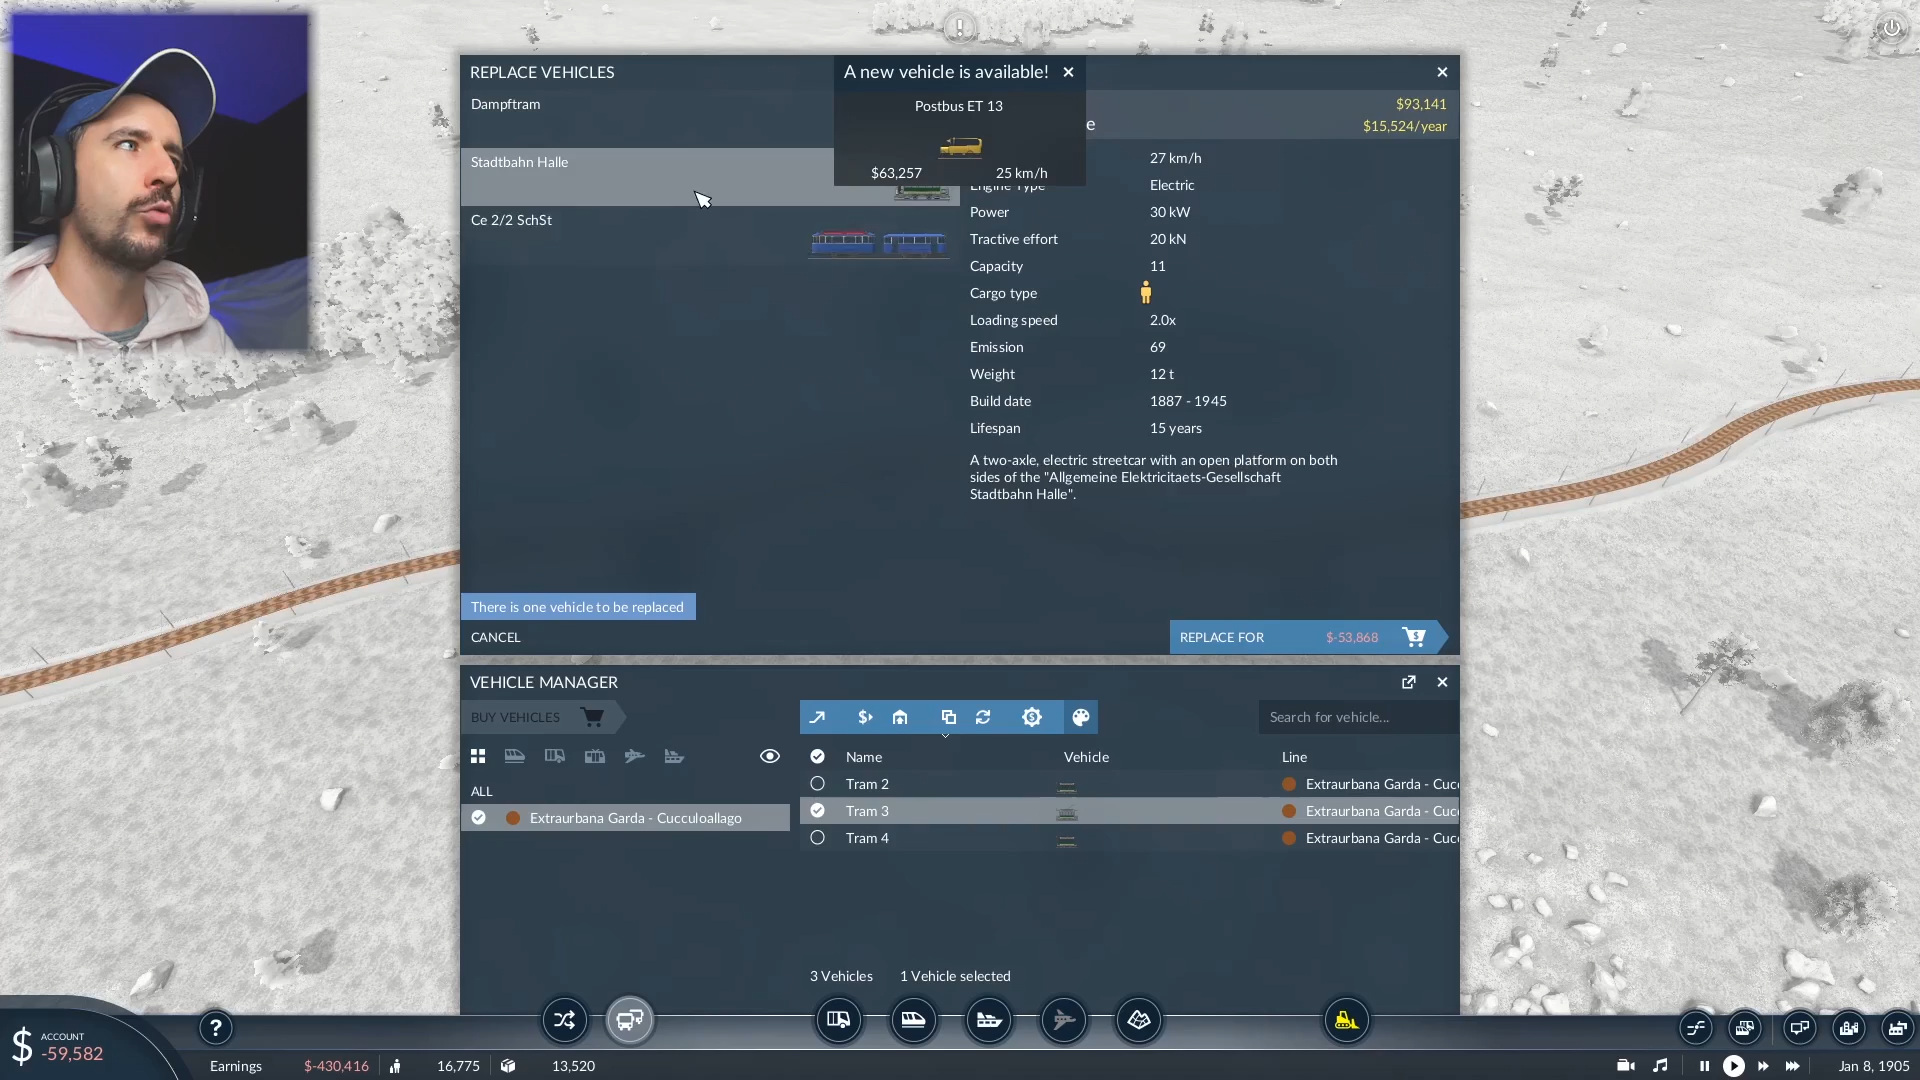 REPLACE VEHICLES
A new vehicle is available!
Postbus ET 13
$63,257 25 km/h
Dampftram
Stadtbahn Halle
Ce 2/2 SchSt
e
$93,141
$15,524/year
27 km/h
Engine Type Electric
Power 30 kW
Tractive effort 20 kN
Capacity 11
Cargo type
Loading speed 2.0x
Emission 69
Weight 12 t
Build date 1887 - 1945
Lifespan 15 years
A two-axle, electric streetcar with an open platform on both
sides of the "Allgemeine Elektricitaets-Gesellschaft
Stadtbahn Halle".
There is one vehicle to be replaced
CANCEL
REPLACE FOR $-53,868
VEHICLE MANAGER
BUY VEHICLES
Search for vehicle...
ALL
Extraurbana Garda - Cucculoallago
Name Vehicle Line
Tram 2 Extraurbana Garda - Cucc
Tram 3 Extraurbana Garda - Cucc
Tram 4 Extraurbana Garda - Cucc
3 Vehicles 1 Vehicle selected
?
$ ACCOUNT
-59,582
Earnings $-430,416 16,775 13,520
Jan 8, 1905